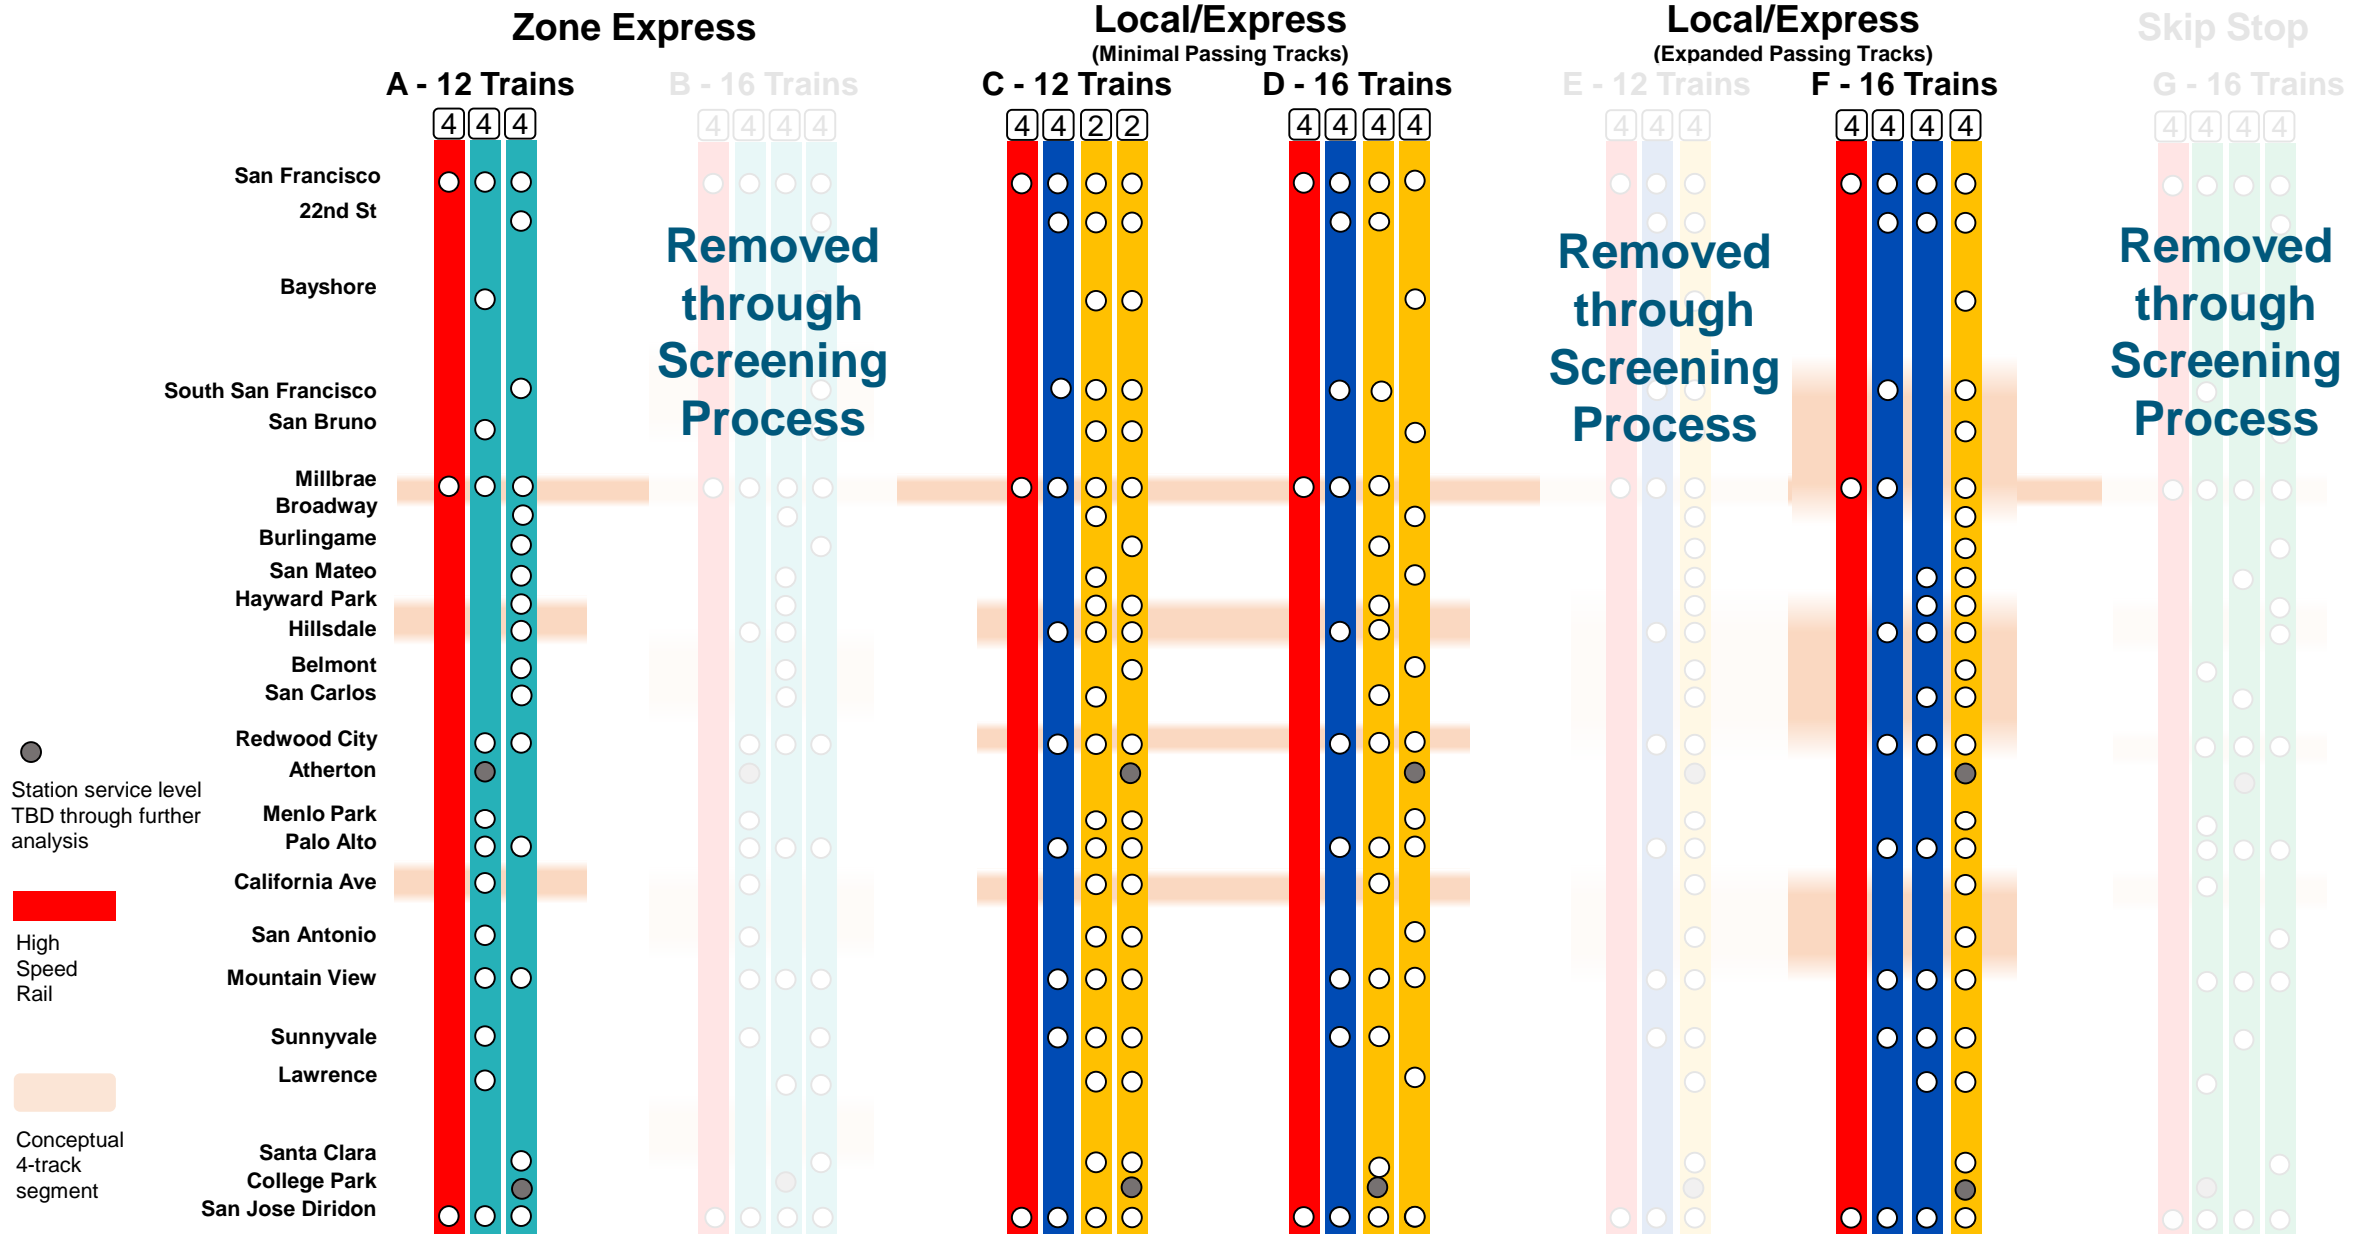 Zone Express
Local/Express
(Minimal Passing Tracks)
Local/Express
(Expanded Passing Tracks)
Skip Stop
A - 12 Trains
B - 16 Trains
C - 12 Trains
D - 16 Trains
E - 12 Trains
F - 16 Trains
G - 16 Trains
4 4 4
4 4 4 4
4 4 2 2
4 4 4 4
4 4 4
4 4 4 4
4 4 4 4
San Francisco
22nd St
Bayshore
South San Francisco
San Bruno
Millbrae
Broadway
Burlingame
San Mateo
Hayward Park
Hillsdale
Belmont
San Carlos
Redwood City
Atherton
Menlo Park
Palo Alto
California Ave
San Antonio
Mountain View
Sunnyvale
Lawrence
Santa Clara
College Park
San Jose Diridon
Removed
through
Screening
Process
Removed
through
Screening
Process
Removed
through
Screening
Process
Station service level
TBD through further
analysis
High
Speed
Rail
Conceptual
4-track
segment